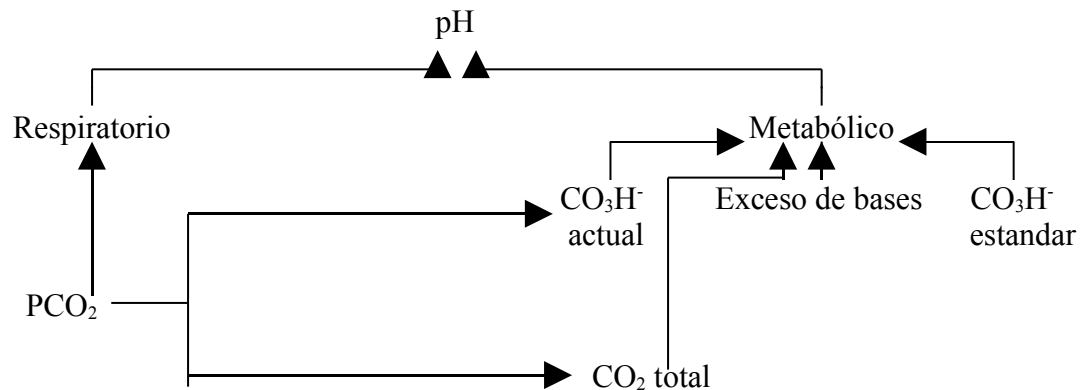 pH
Respiratorio
Metabólico
CO₃H⁻
actual
Exceso de bases
CO₃H⁻
estandar
PCO₂
CO₂ total